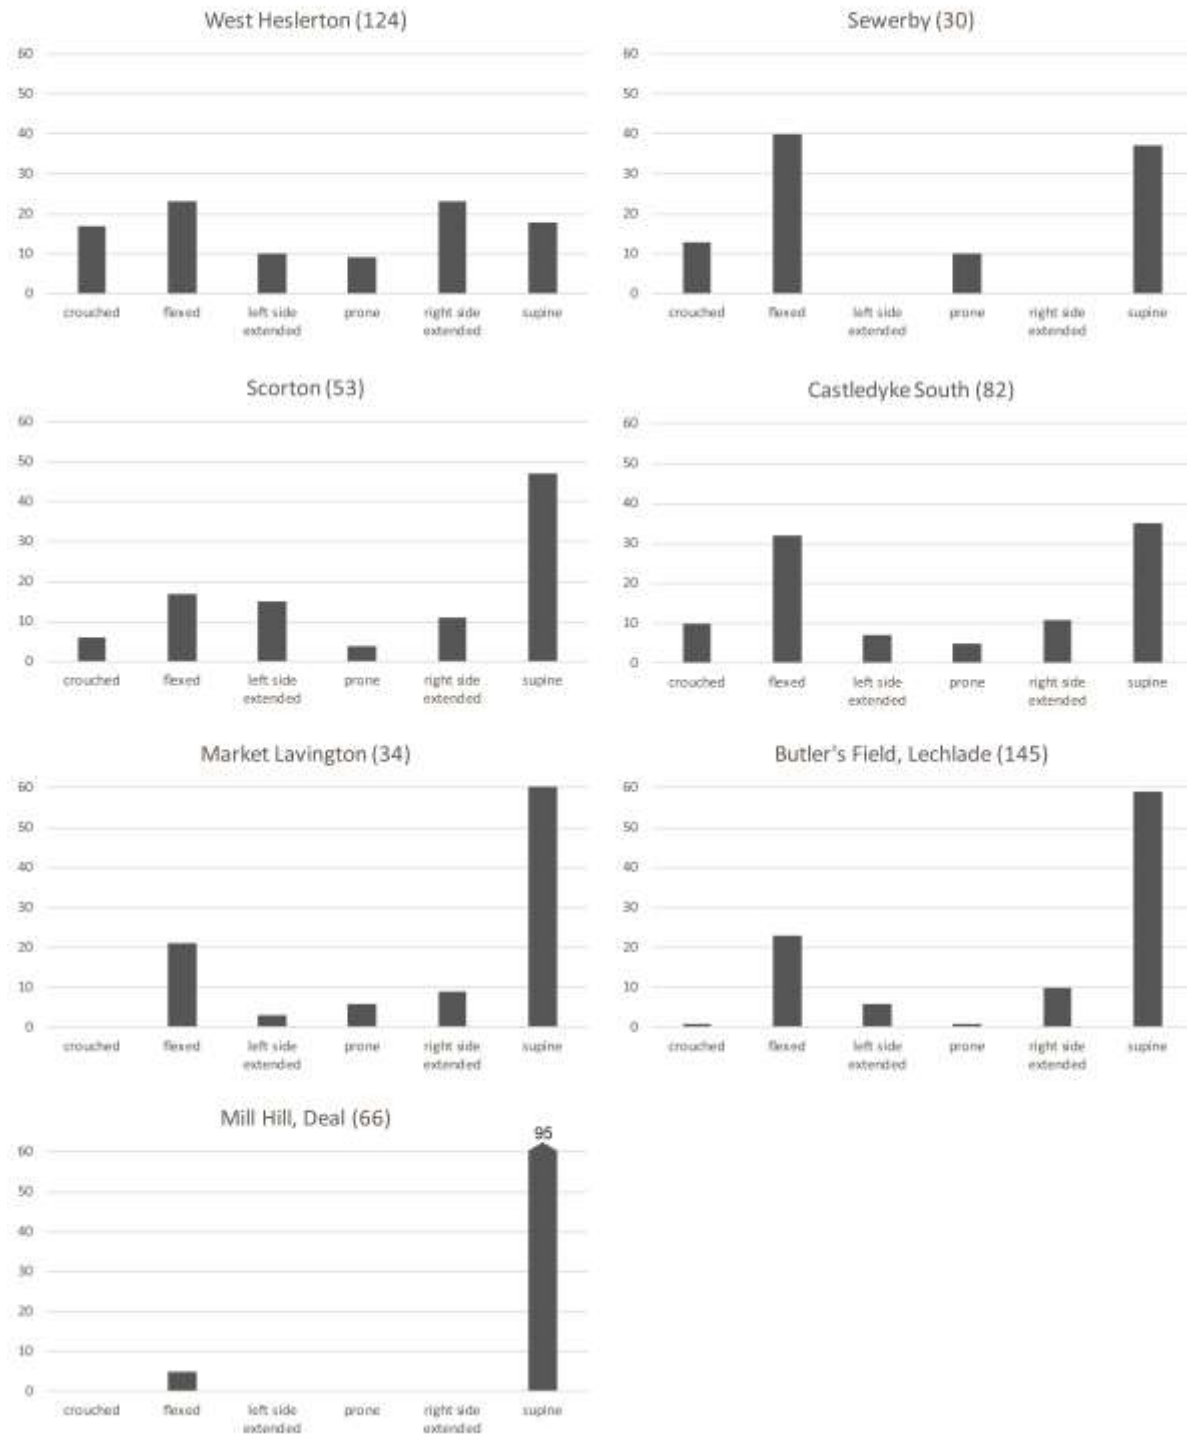 West Heslerton (124)
60
50
40
30
20
10
0
crouched flexed left side prone right side supine
extended extended
Sewerby (30)
60
50
40
30
20
10
0
crouched flexed left side prone right side supine
extended extended
Scorton (53)
60
50
40
30
20
10
0
crouched flexed left side prone right side supine
extended extended
Castledyke South (82)
60
50
40
30
20
10
0
crouched flexed left side prone right side supine
extended extended
Market Lavington (34)
60
50
40
30
20
10
0
crouched flexed left side prone right side supine
extended extended
Butler's Field, Lechlade (145)
60
50
40
30
20
10
0
crouched flexed left side prone right side supine
extended extended
Mill Hill, Deal (66)
95
60
50
40
30
20
10
0
crouched flexed left side prone right side supine
extended extended